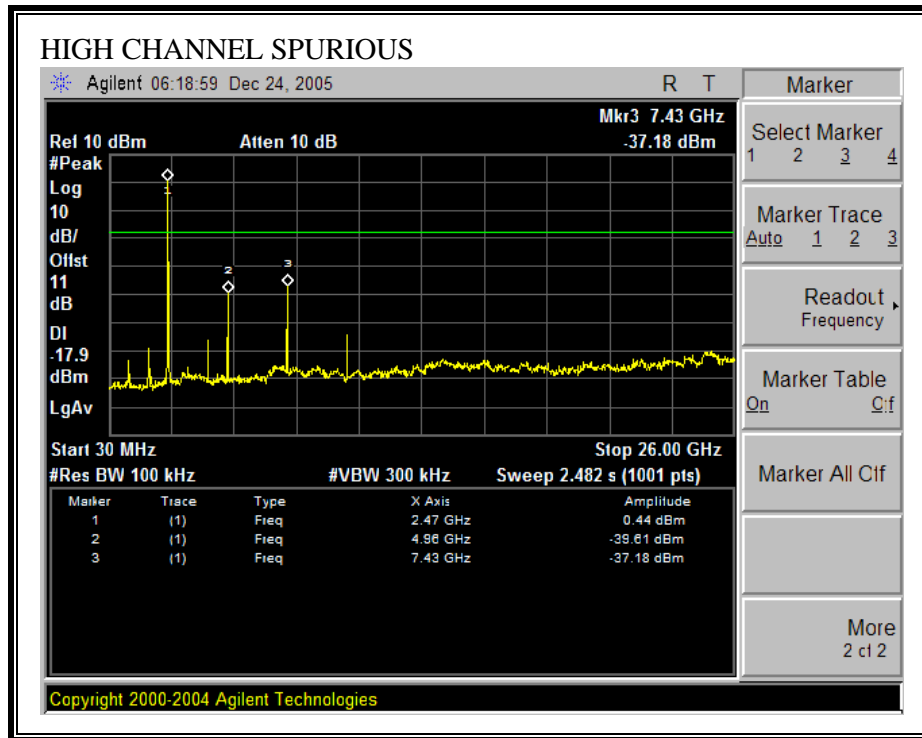 HIGH CHANNEL SPURIOUS
Agilent 06:18:59 Dec 24, 2005 R T
Mkr3 7.43 GHz
Ref 10 dBm Atten 10 dB -37.18 dBm
#Peak
Log
10
dB/
Offst
11
dB
DI
-17.9
dBm
LgAv
1
2
3
Start 30 MHz Stop 26.00 GHz
#Res BW 100 kHz #VBW 300 kHz Sweep 2.482 s (1001 pts)
Marker Trace Type X Axis Amplitude
1 (1) Freq 2.47 GHz 0.44 dBm
2 (1) Freq 4.96 GHz -39.61 dBm
3 (1) Freq 7.43 GHz -37.18 dBm
Copyright 2000-2004 Agilent Technologies
Marker
Select Marker
1 2 3 4
Marker Trace
Auto 1 2 3
Readout
Frequency
Marker Table
On Off
Marker All Off
More
2 of 2